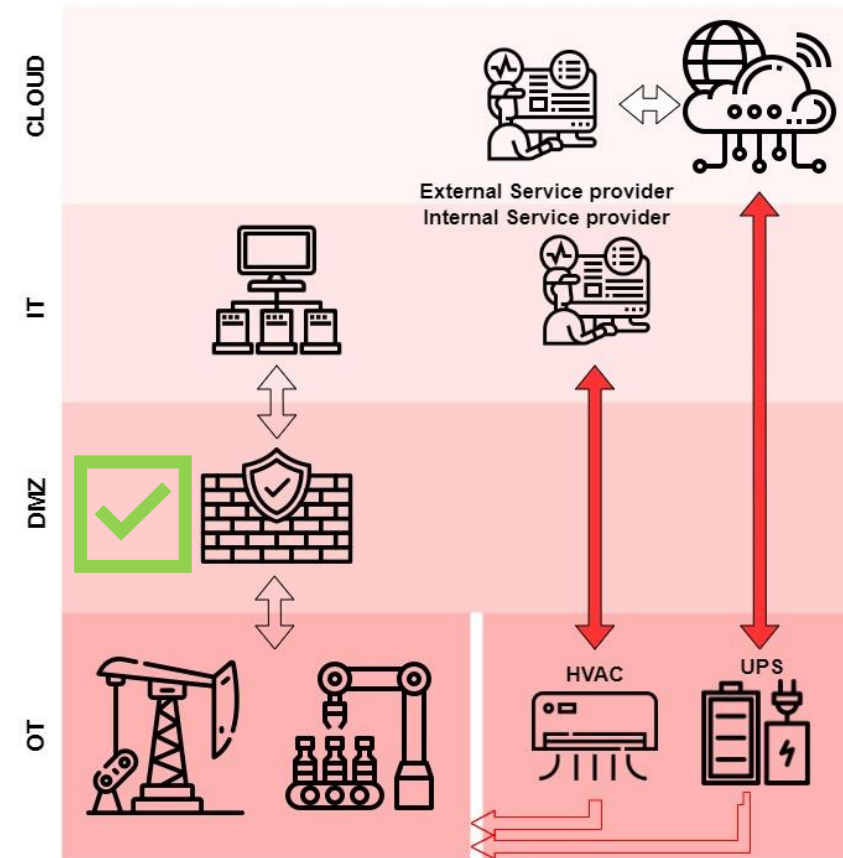 CLOUD
External Service provider
Internal Service provider
IT
DMZ
HVAC
UPS
OT